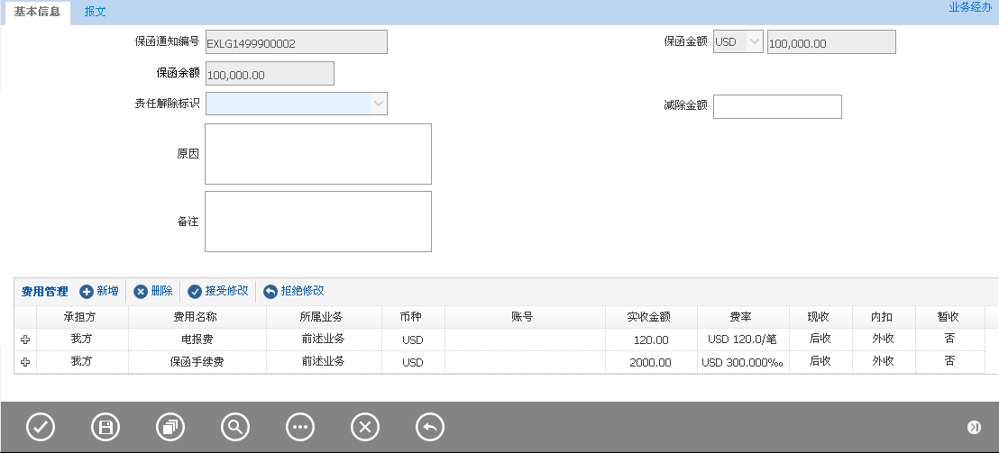 基本信息 报文 业务经办
保函通知编号 EXLG1499900002 保函金额 USD 100,000.00
保函余额 100,000.00
责任解除标识 减除金额
原因
备注
费用管理 新增 删除 接受修改 拒绝修改
承担方 费用名称 所属业务 币种 账号 实收金额 费率 现收 内扣 暂收
我方 电报费 前述业务 USD 120.00 USD 120.0/笔 后收 外收 否
我方 保函手续费 前述业务 USD 2000.00 USD 300.000‰ 后收 外收 否